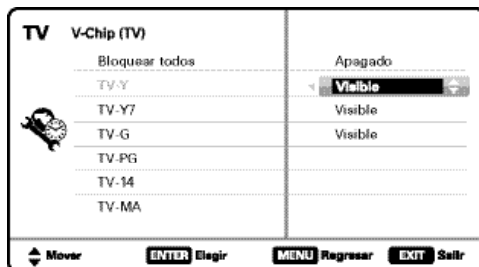 TV V-Chip (TV)
Bloquear todos Apagado
TV-Y Visible
TV-Y7 Visible
TV-G Visible
TV-PG
TV-14
TV-MA
Mover ENTER Elegir MENU Regresar EXIT Salir